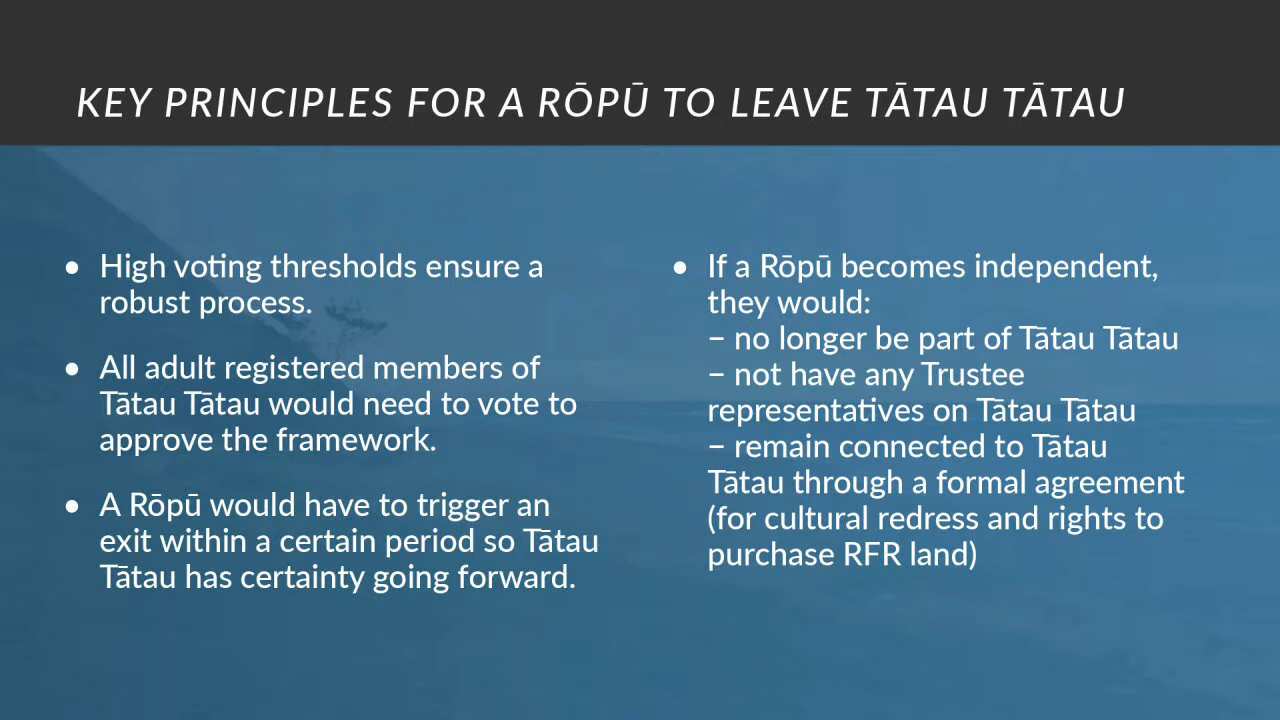 KEY PRINCIPLES FOR A RŌPŪ TO LEAVE TĀTAU TĀTAU
• High voting thresholds ensure a
robust process.
• All adult registered members of
Tātau Tātau would need to vote to
approve the framework.
• A Rōpū would have to trigger an
exit within a certain period so Tātau
Tātau has certainty going forward.
• If a Rōpū becomes independent,
they would:
− no longer be part of Tātau Tātau
− not have any Trustee
representatives on Tātau Tātau
− remain connected to Tātau
Tātau through a formal agreement
(for cultural redress and rights to
purchase RFR land)